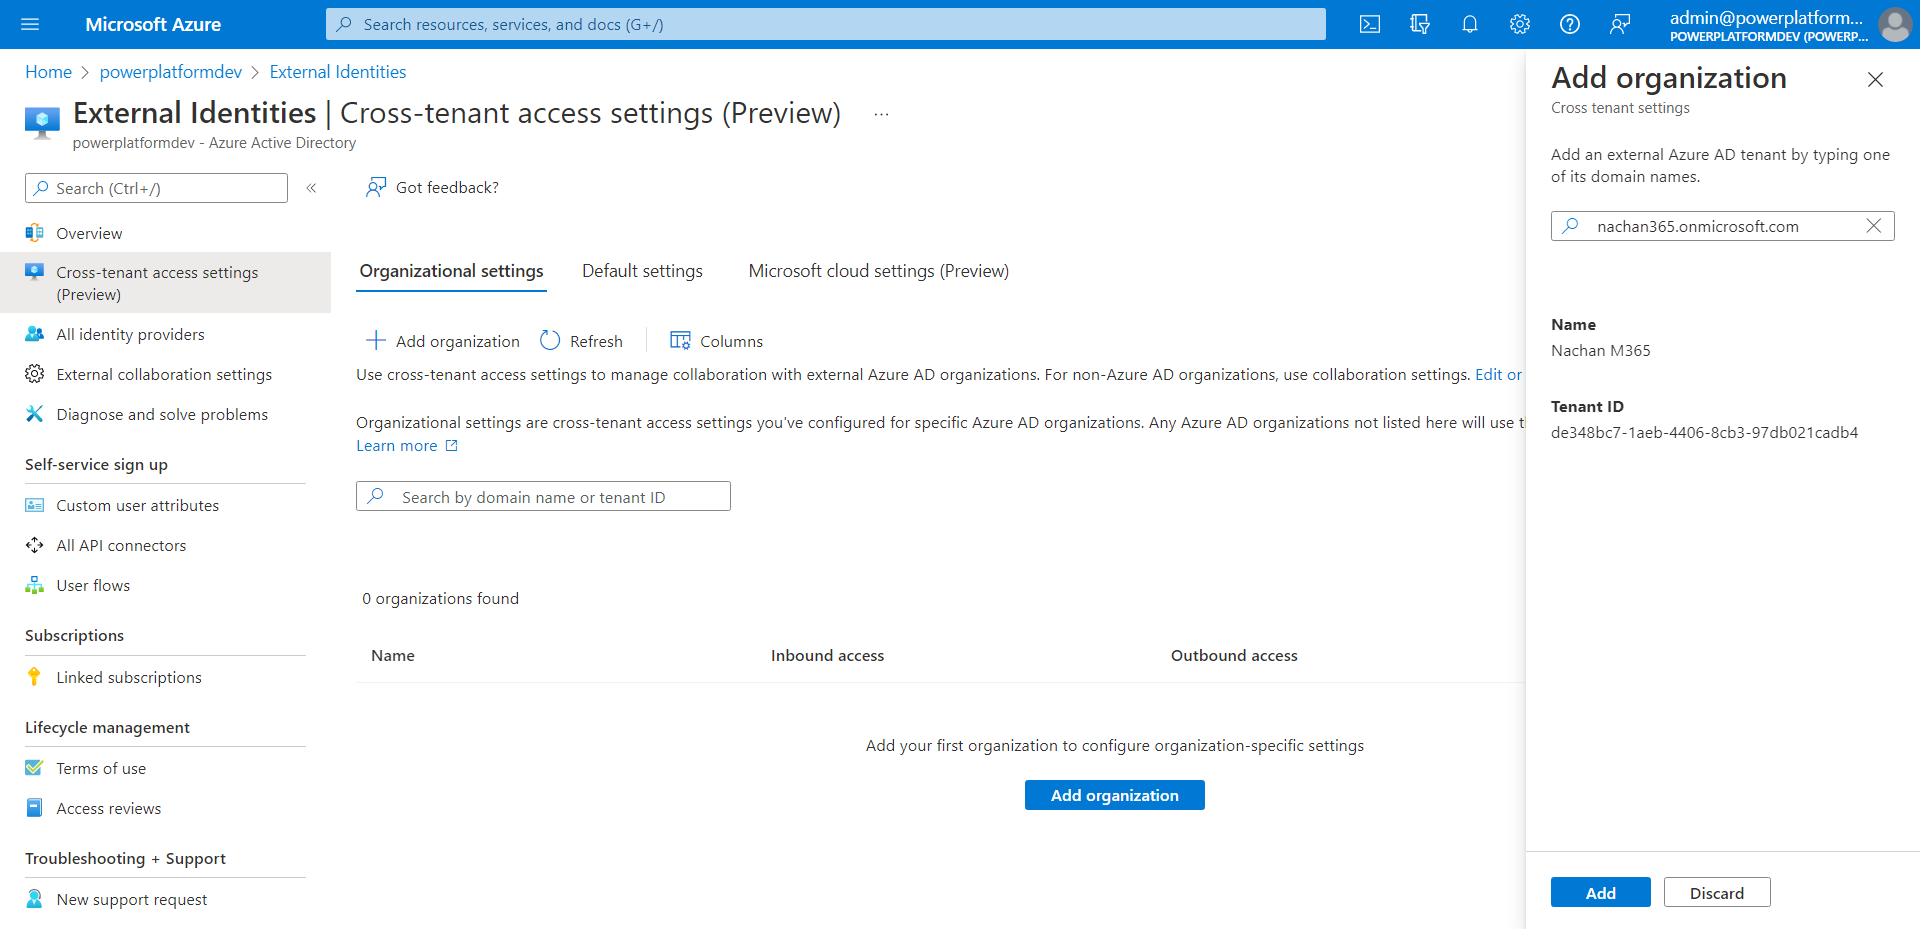 Microsoft Azure
Search resources, services, and docs (G+/)
admin@powerplatform...
POWERPLATFORMDEV (POWERP...
Home > powerplatformdev > External Identities
External Identities | Cross-tenant access settings (Preview) ...
powerplatformdev - Azure Active Directory
Search (Ctrl+/)
«
Overview
Cross-tenant access settings
(Preview)
All identity providers
External collaboration settings
Diagnose and solve problems
Self-service sign up
Custom user attributes
All API connectors
User flows
Subscriptions
Linked subscriptions
Lifecycle management
Terms of use
Access reviews
Troubleshooting + Support
New support request
Got feedback?
Organizational settings Default settings Microsoft cloud settings (Preview)
Add organization Refresh Columns
Use cross-tenant access settings to manage collaboration with external Azure AD organizations. For non-Azure AD organizations, use collaboration settings. Edit or
Organizational settings are cross-tenant access settings you've configured for specific Azure AD organizations. Any Azure AD organizations not listed here will use t
Learn more
Search by domain name or tenant ID
0 organizations found
Name Inbound access Outbound access
Add your first organization to configure organization-specific settings
Add organization
Add organization
Cross tenant settings
Add an external Azure AD tenant by typing one
of its domain names.
nachan365.onmicrosoft.com
Name
Nachan M365
Tenant ID
de348bc7-1aeb-4406-8cb3-97db021cadb4
Add Discard